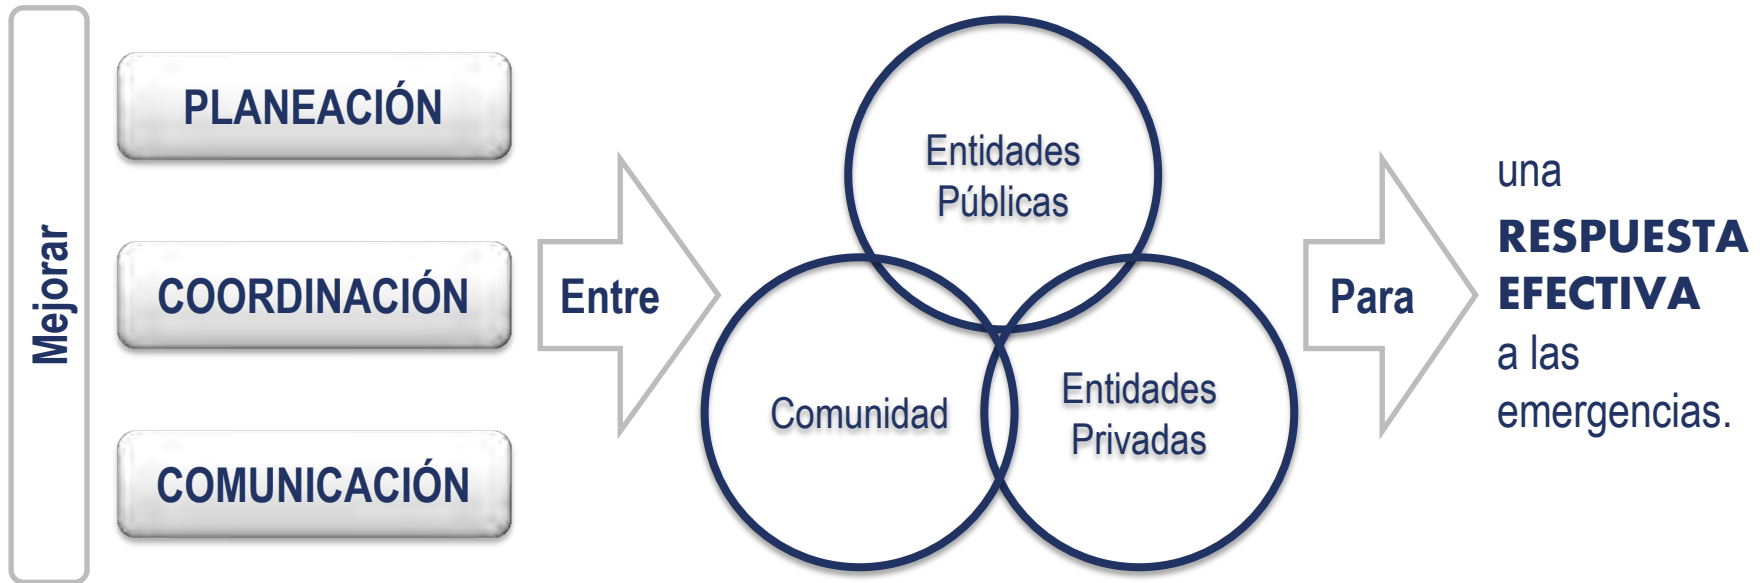 Mejorar
PLANEACIÓN
COORDINACIÓN
COMUNICACIÓN
Entre
Entidades
Públicas
Comunidad
Entidades
Privadas
Para
una
RESPUESTA
EFECTIVA
a las
emergencias.